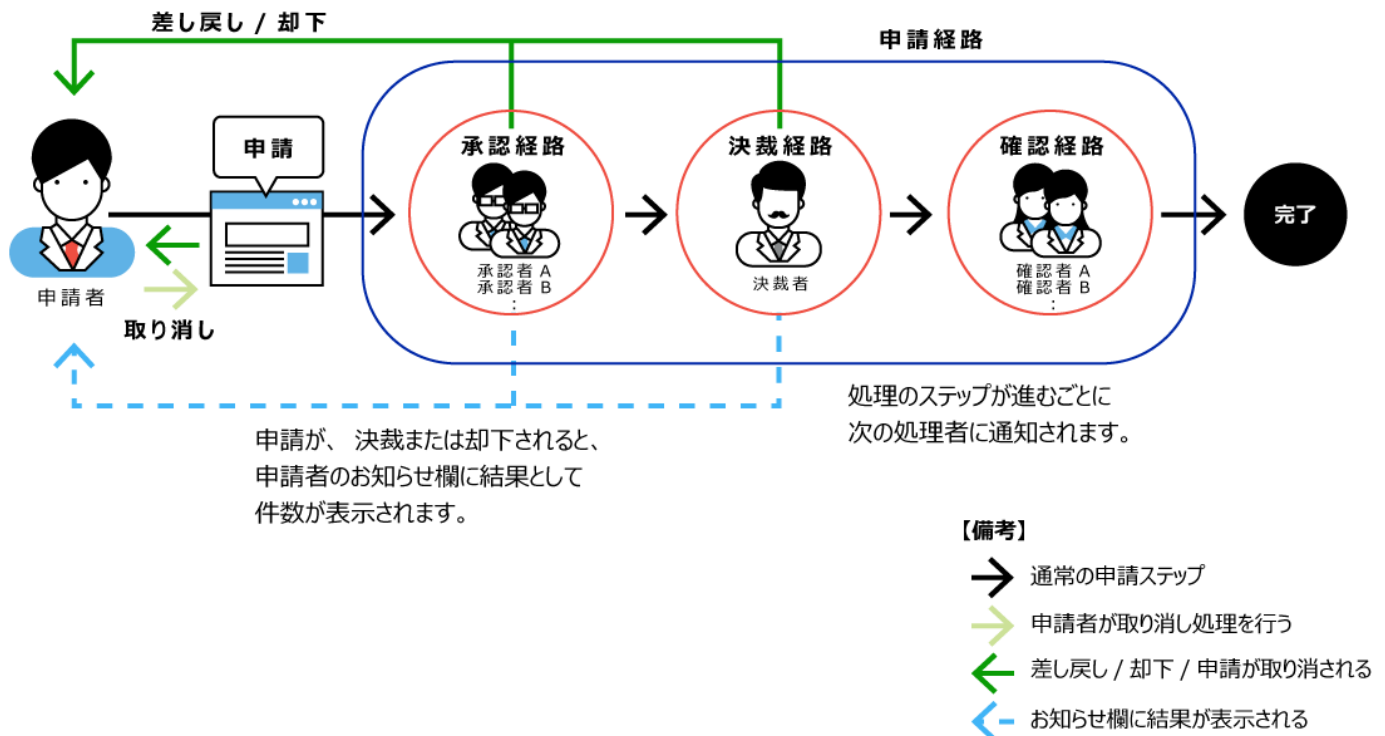 差し戻し / 却下
申請経路
申請
承認経路
決裁経路
確認経路
完了
承認者 A
承認者 B
:
決裁者
確認者 A
確認者 B
:
申請者
取り消し
処理のステップが進むごとに
次の処理者に通知されます。
申請が、 決裁または却下されると、
申請者のお知らせ欄に結果として
件数が表示されます。
【備考】
通常の申請ステップ
申請者が取り消し処理を行う
差し戻し / 却下 / 申請が取り消される
お知らせ欄に結果が表示される